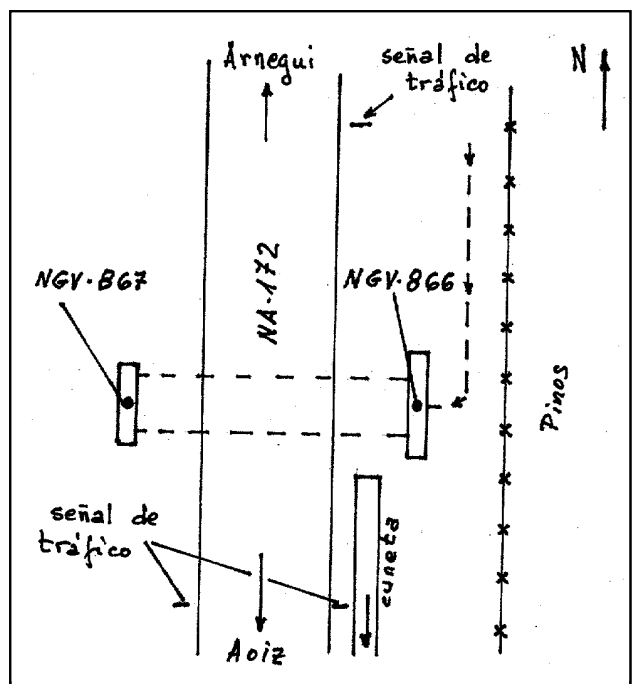 Arnegui
señal de
tráfico
N
NGV-867
NA-172
NGV-866
Pinos
señal de
tráfico
cuneta
Aoiz